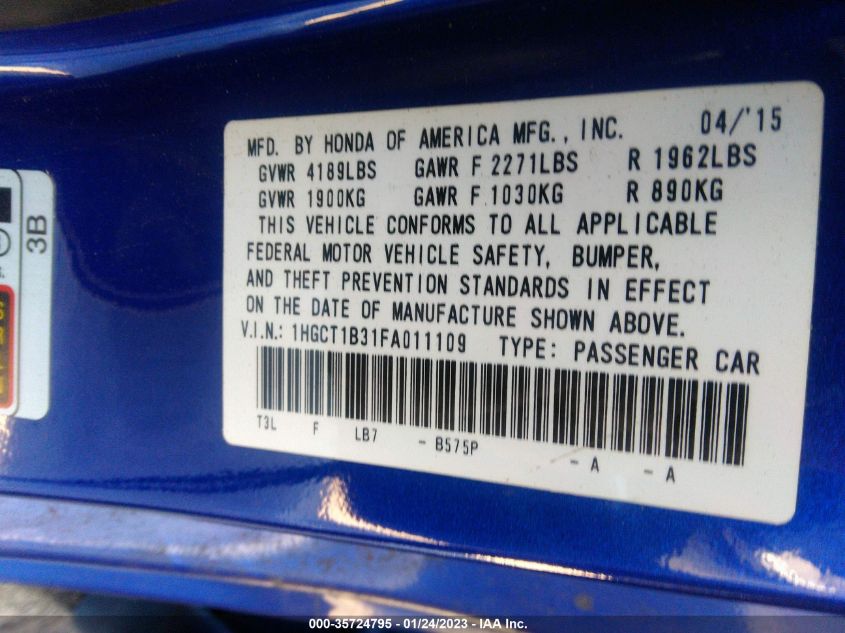 MFD. BY HONDA OF AMERICA MFG., INC. 04/'15
GVWR 4189LBS GAWR F 2271LBS R 1962LBS
GVWR 1900KG GAWR F 1030KG R 890KG
THIS VEHICLE CONFORMS TO ALL APPLICABLE
FEDERAL MOTOR VEHICLE SAFETY, BUMPER,
AND THEFT PREVENTION STANDARDS IN EFFECT
ON THE DATE OF MANUFACTURE SHOWN ABOVE.
V.I.N.: 1HGCT1B31FA011109 TYPE: PASSENGER CAR
T3L F LB7 - B575P - A - A
3B
000-35724795 - 01/24/2023 - © IAA Inc.